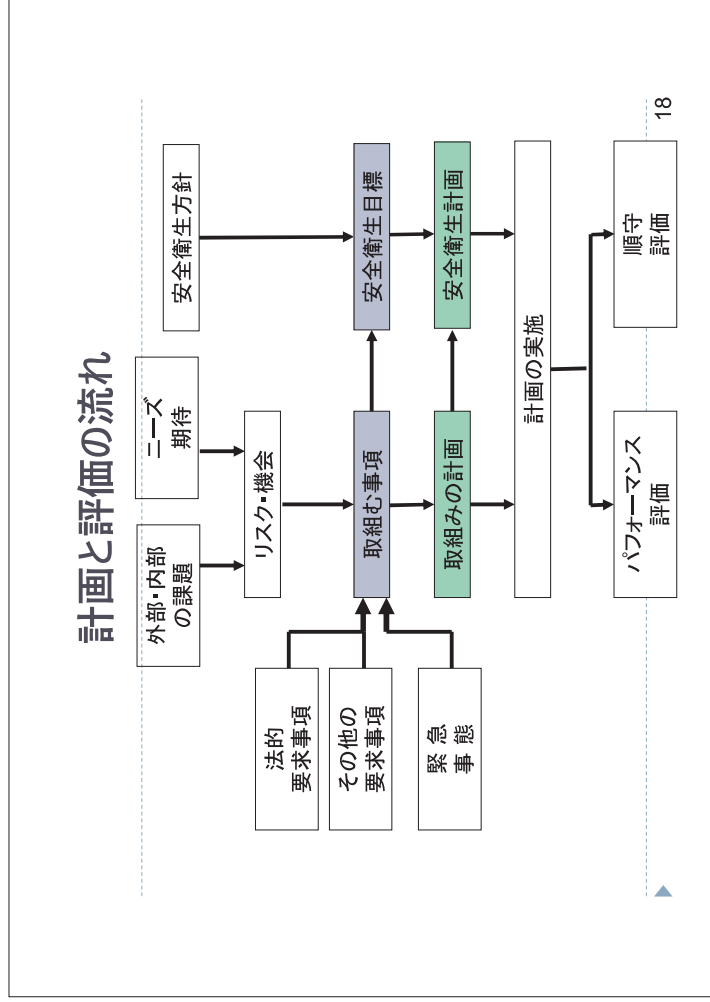 計画と評価の流れ
外部・内部
の課題
ニーズ
期待
安全衛生方針
リスク・機会
法的
要求事項
その他の
要求事項
緊急
事態
取組む事項
安全衛生目標
取組みの計画
安全衛生計画
計画の実施
パフォーマンス
評価
順守
評価
18